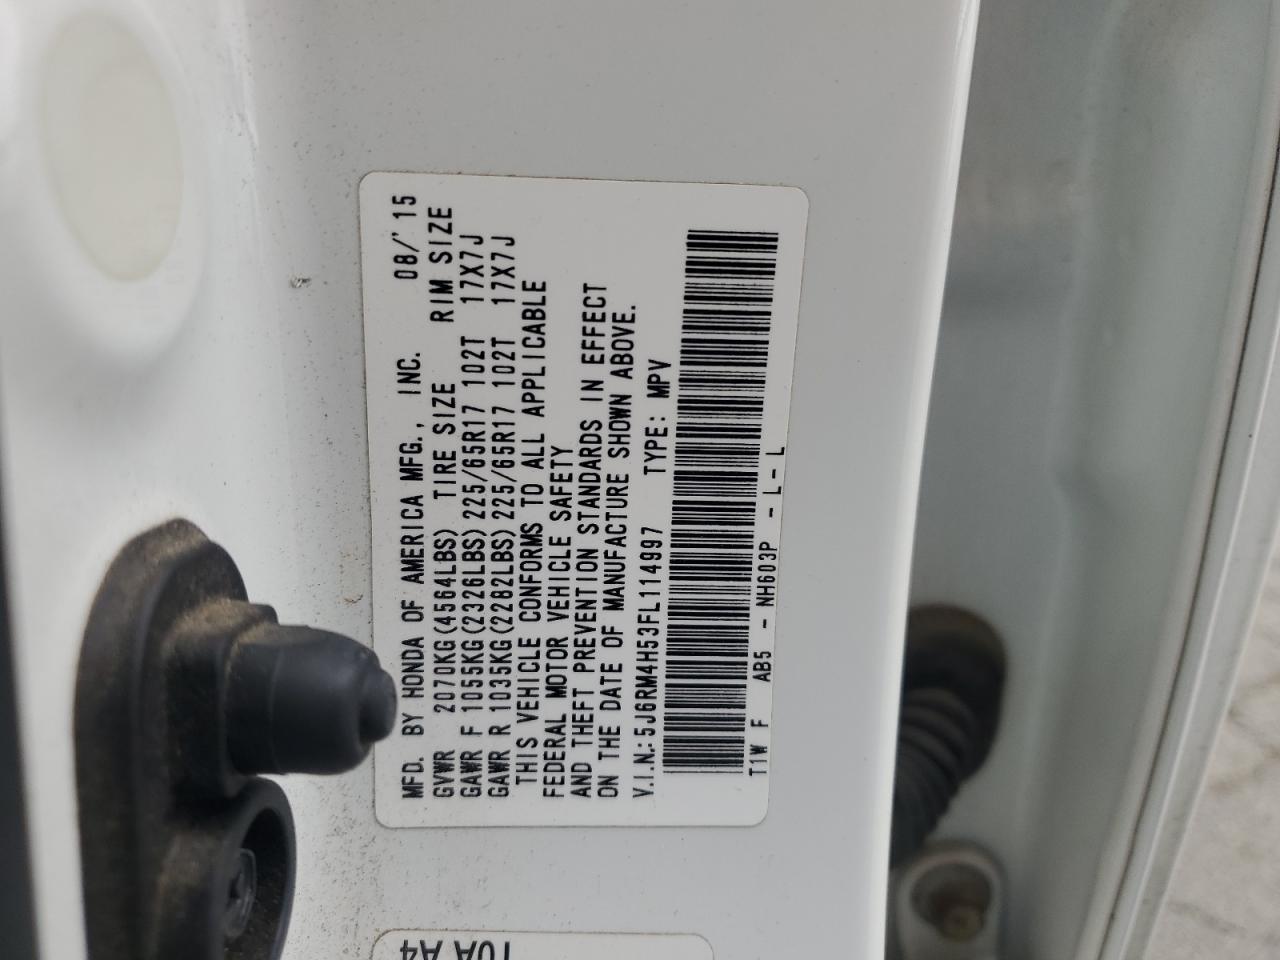 MFD. BY HONDA OF AMERICA MFG., INC. 08/'15
GVWR 2070KG(4564LBS) TIRE SIZE RIM SIZE
GAWR F 1055KG(2326LBS) 225/65R17 102T 17X7J
GAWR R 1035KG(2282LBS) 225/65R17 102T 17X7J
THIS VEHICLE CONFORMS TO ALL APPLICABLE
FEDERAL MOTOR VEHICLE SAFETY
AND THEFT PREVENTION STANDARDS IN EFFECT
ON THE DATE OF MANUFACTURE SHOWN ABOVE.
V.I.N.: 5J6RM4H53FL114997 TYPE: MPV
T1W F AB5 - NH603P - L - L
T0A A4